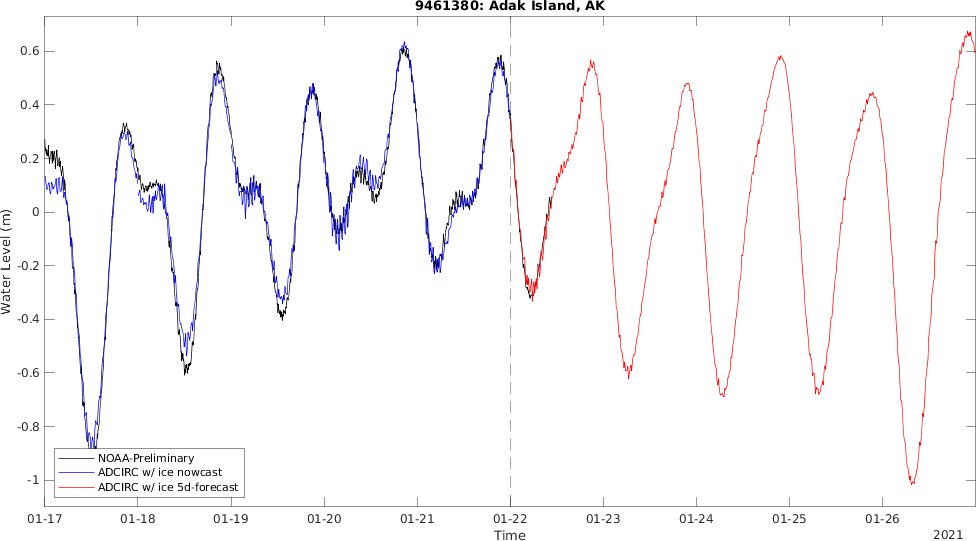 9461380: Adak Island, AK
0.6
0.4
0.2
0
-0.2
-0.4
-0.6
-0.8
-1
Water Level (m)
NOAA-Preliminary
ADCIRC w/ ice nowcast
ADCIRC w/ ice 5d-forecast
01-17 01-18 01-19 01-20 01-21 01-22 01-23 01-24 01-25 01-26
Time
2021